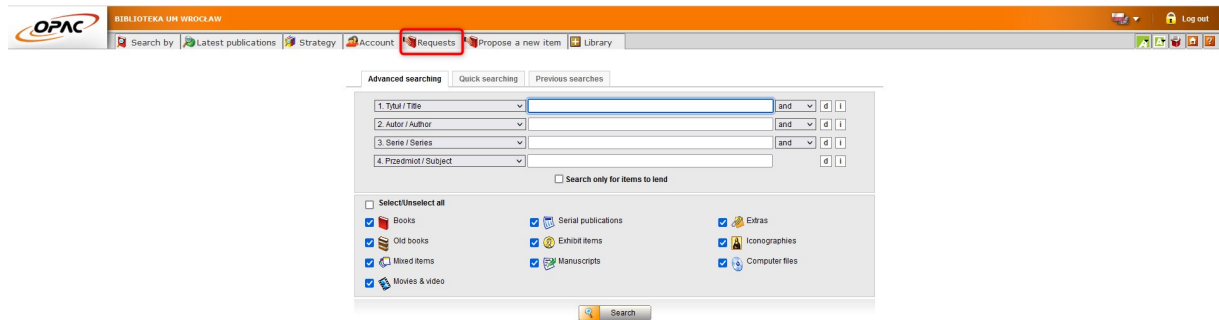 OPAC
BIBLIOTEKA UM WROCŁAW
Log out
Search by Latest publications Strategy Account Requests Propose a new item Library
Advanced searching Quick searching Previous searches
1. Tytuł / Title and d i
2. Autor / Author and d i
3. Serie / Series and d i
4. Przedmiot / Subject d i
Search only for items to lend
Select/Unselect all
Books Serial publications Extras
Old books Exhibit items Iconographies
Mixed items Manuscripts Computer files
Movies & video
Search